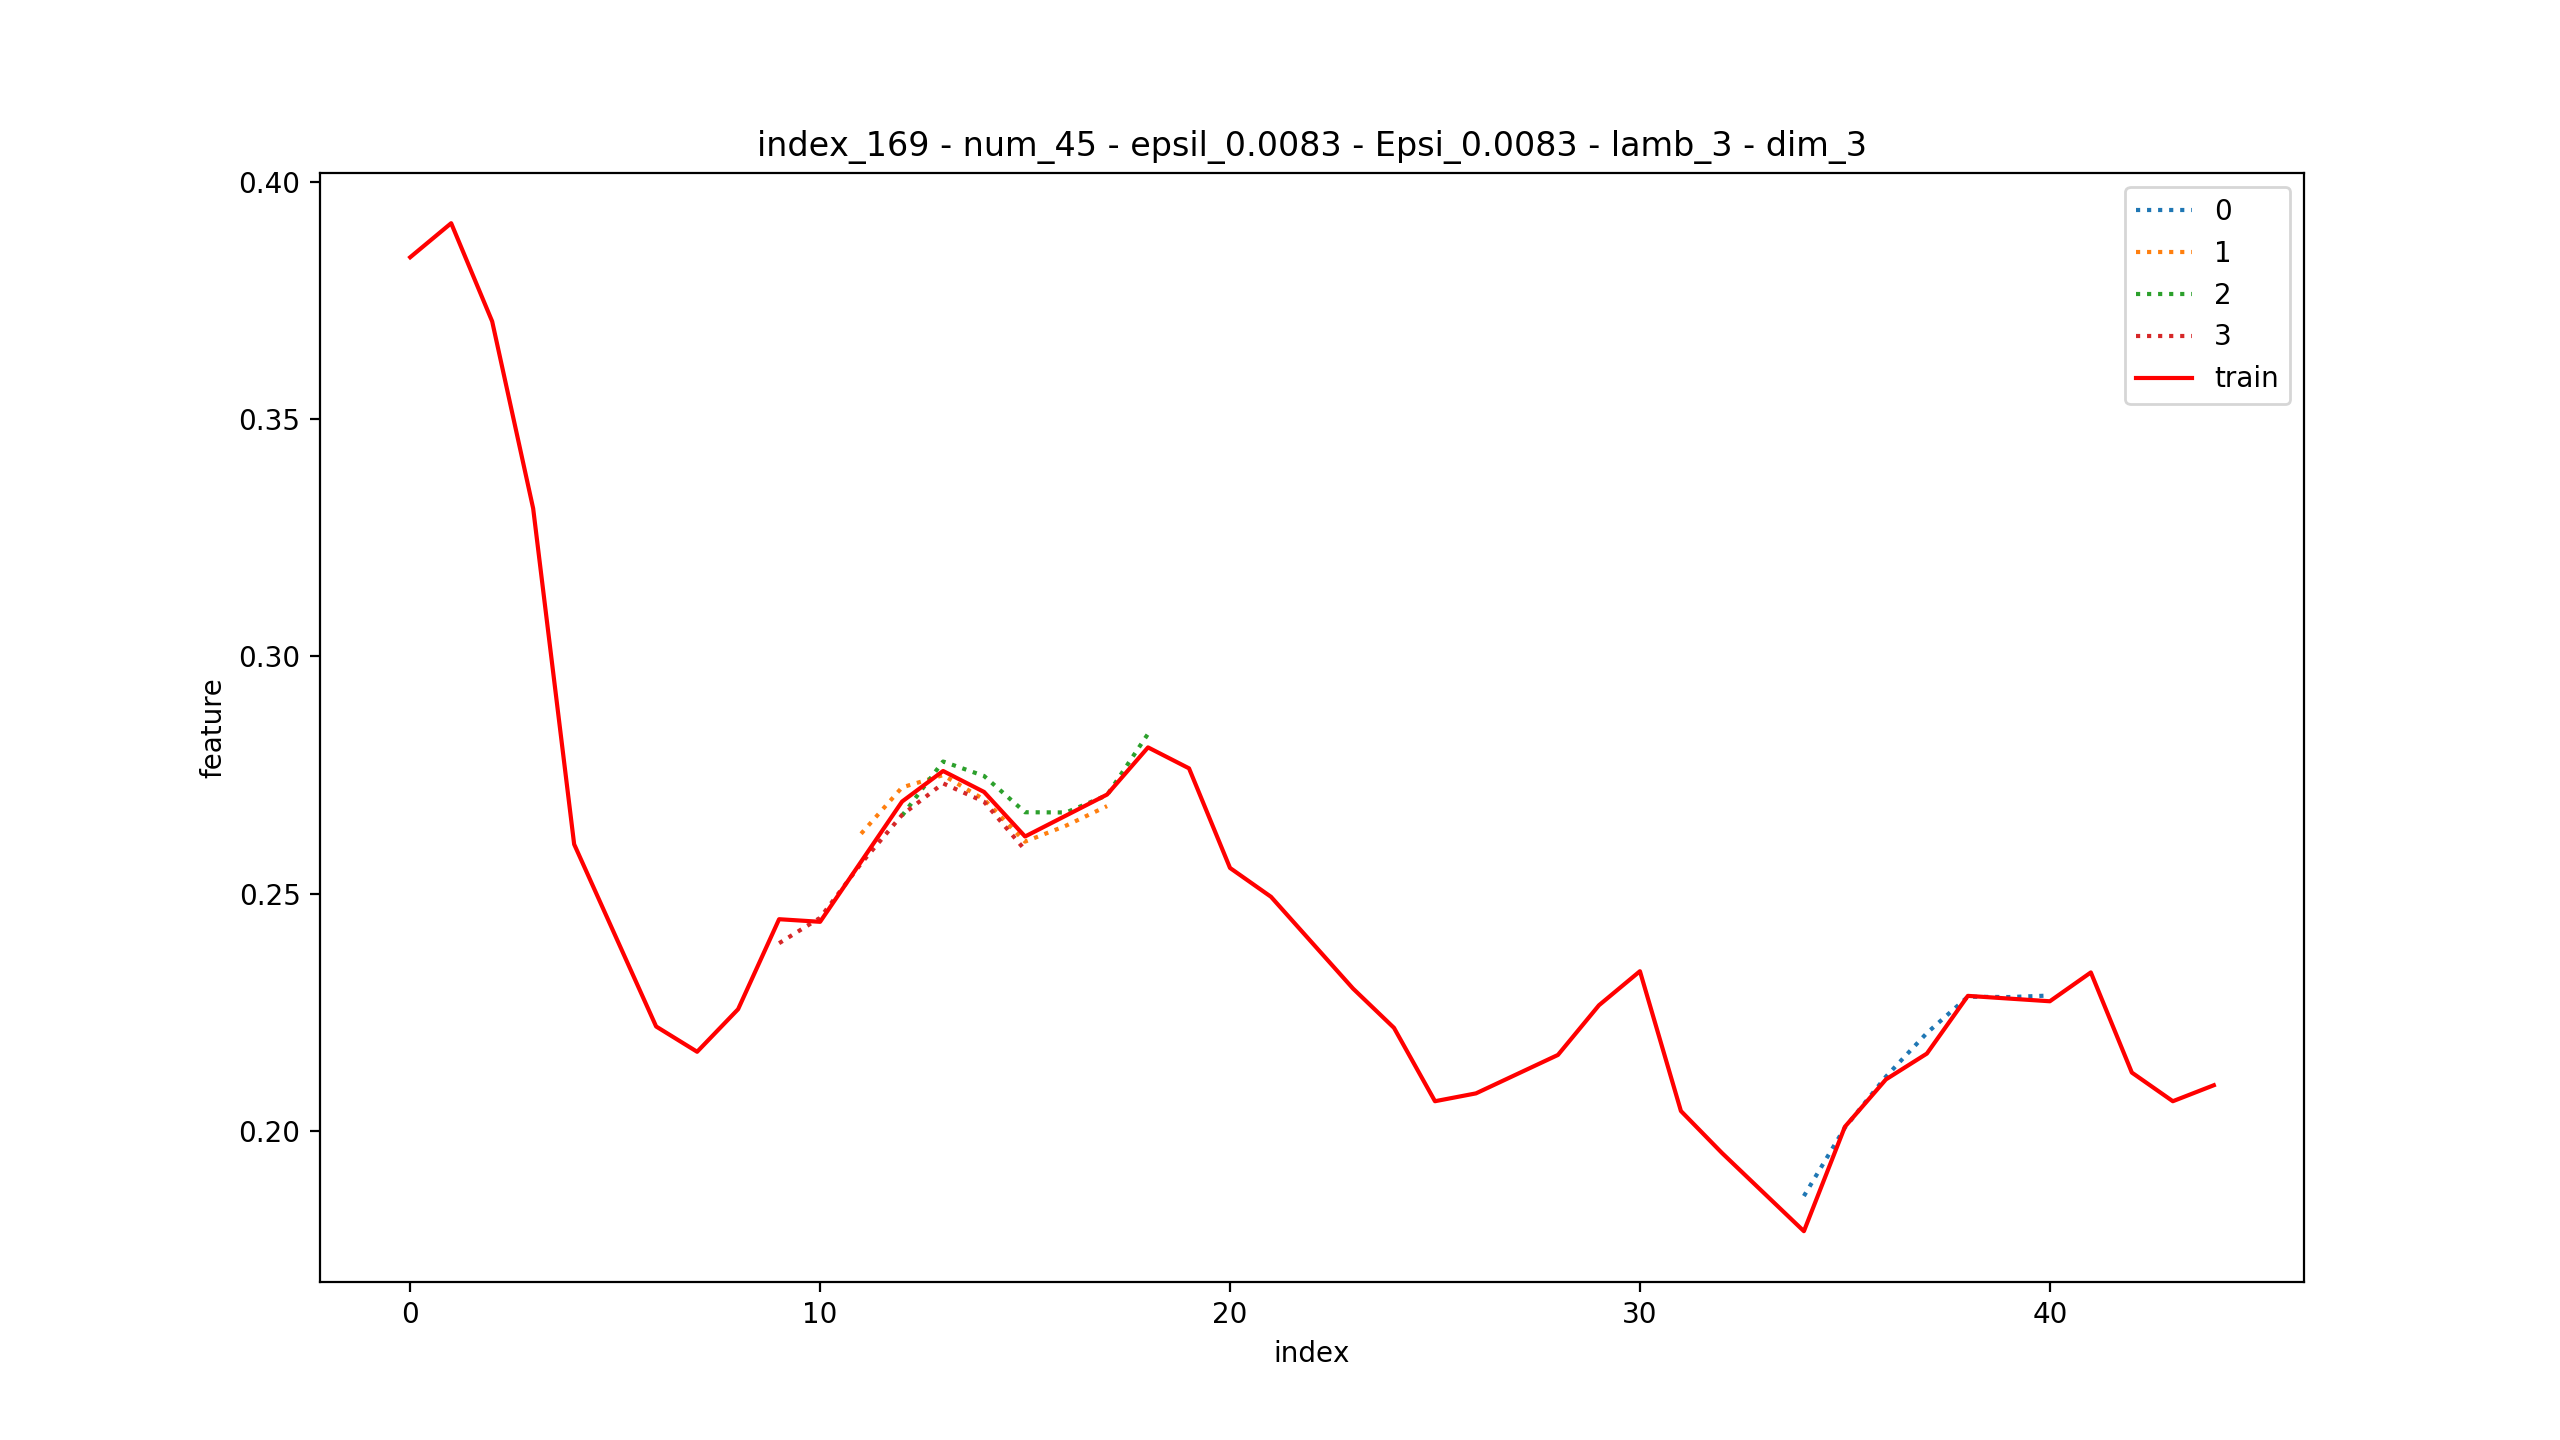 index_169 - num_45 - epsil_0.0083 - Epsi_0.0083 - lamb_3 - dim_3
0.40
0.35
0.30
0.25
0.20
feature
0
1
2
3
train
0 10 20 30 40
index